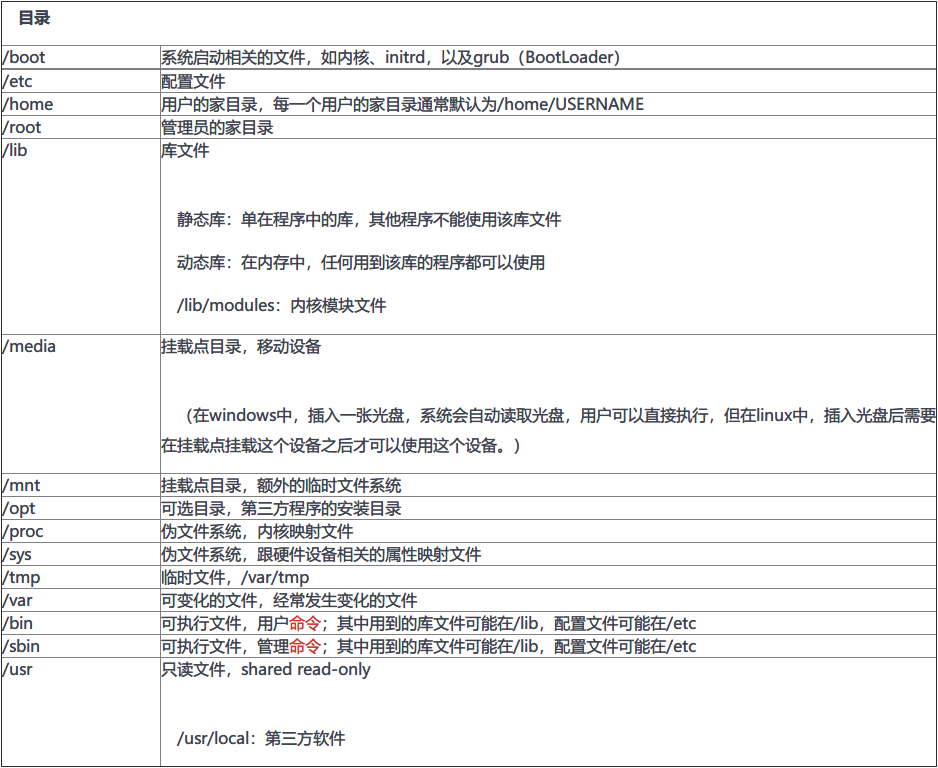 目录
/boot 系统启动相关的文件，如内核、initrd，以及grub（BootLoader）
/etc 配置文件
/home 用户的家目录，每一个用户的家目录通常默认为/home/USERNAME
/root 管理员的家目录
/lib 库文件
静态库：单在程序中的库，其他程序不能使用该库文件
动态库：在内存中，任何用到该库的程序都可以使用
/lib/modules：内核模块文件
/media 挂载点目录，移动设备
（在windows中，插入一张光盘，系统会自动读取光盘，用户可以直接执行，但在linux中，插入光盘后需要
在挂载点挂载这个设备之后才可以使用这个设备。）
/mnt 挂载点目录，额外的临时文件系统
/opt 可选目录，第三方程序的安装目录
/proc 伪文件系统，内核映射文件
/sys 伪文件系统，跟硬件设备相关的属性映射文件
/tmp 临时文件，/var/tmp
/var 可变化的文件，经常发生变化的文件
/bin 可执行文件，用户命令；其中用到的库文件可能在/lib，配置文件可能在/etc
/sbin 可执行文件，管理命令；其中用到的库文件可能在/lib，配置文件可能在/etc
/usr 只读文件，shared read-only
/usr/local：第三方软件